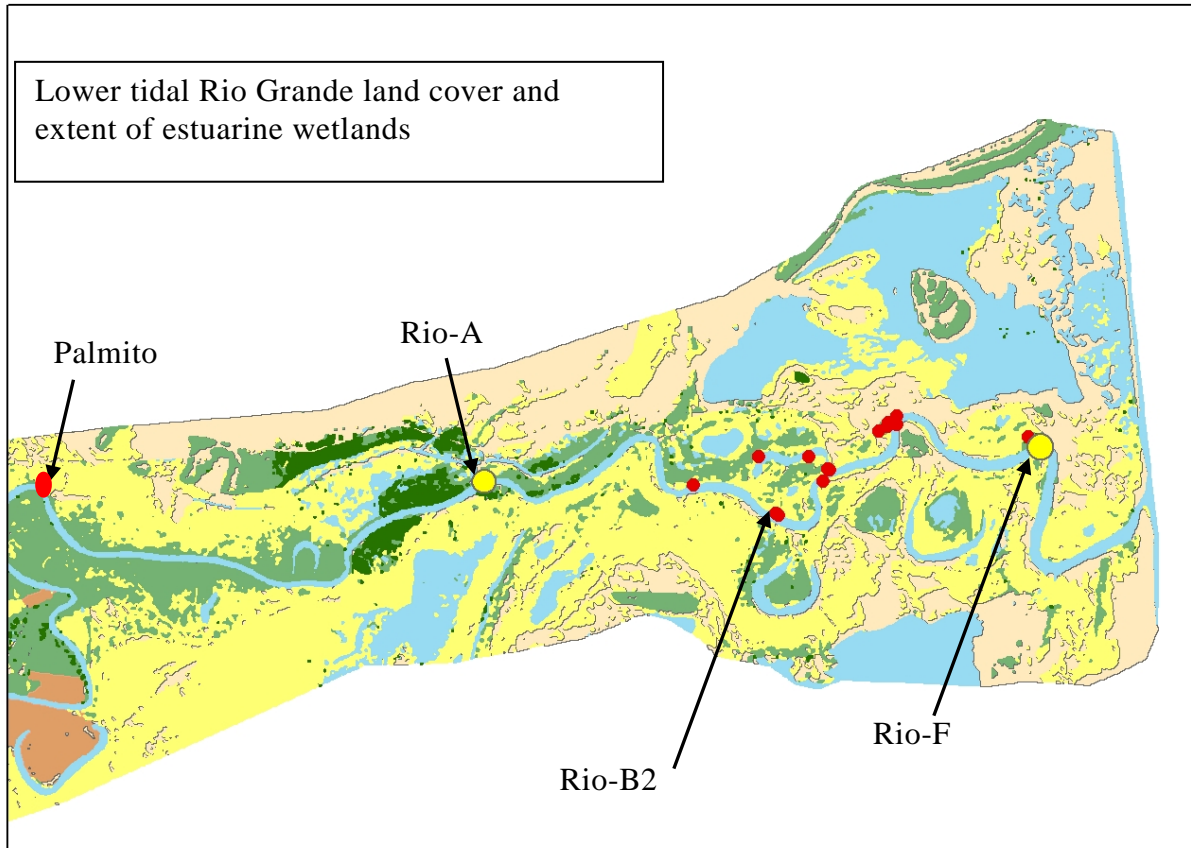 Lower tidal Rio Grande land cover and
extent of estuarine wetlands
Rio-A
Palmito
Rio-F
Rio-B2